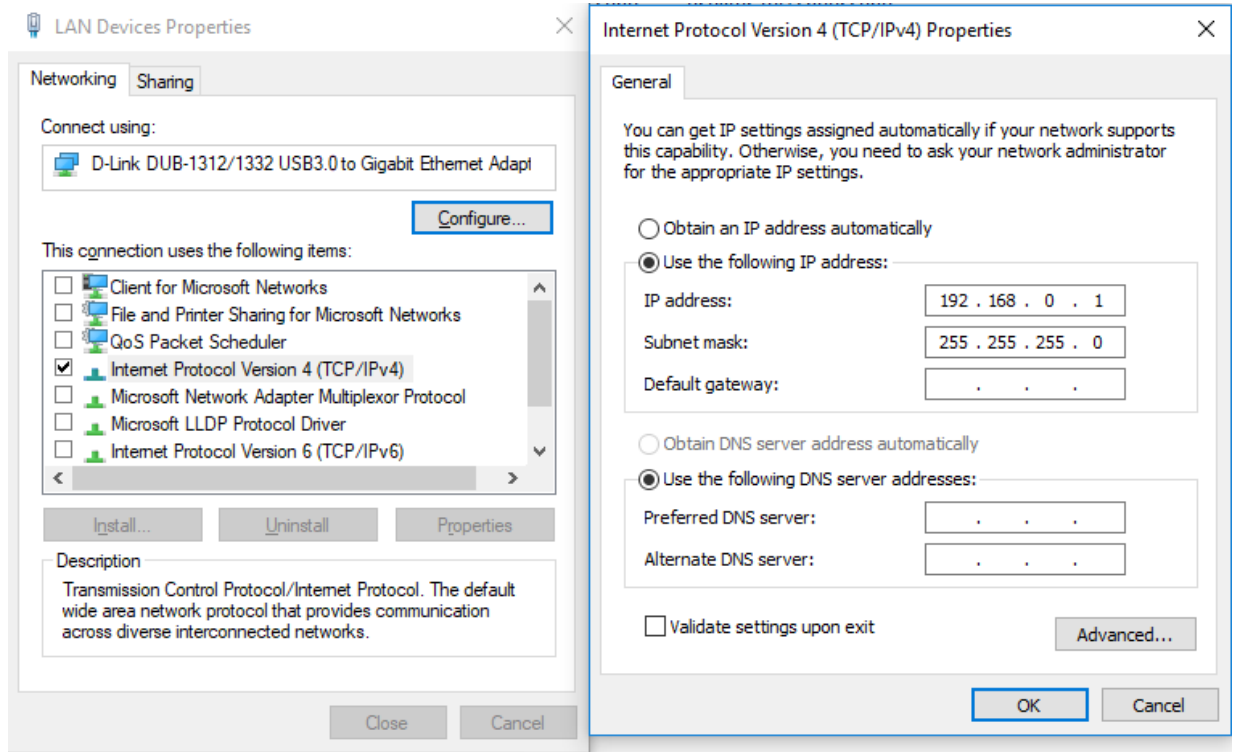 LAN Devices Properties
Networking
Sharing
Connect using:
D-Link DUB-1312/1332 USB3.0 to Gigabit Ethernet Adapt
Configure...
This connection uses the following items:
Client for Microsoft Networks
File and Printer Sharing for Microsoft Networks
QoS Packet Scheduler
Internet Protocol Version 4 (TCP/IPv4)
Microsoft Network Adapter Multiplexor Protocol
Microsoft LLDP Protocol Driver
Internet Protocol Version 6 (TCP/IPv6)
Install...
Uninstall
Properties
Description
Transmission Control Protocol/Internet Protocol. The default
wide area network protocol that provides communication
across diverse interconnected networks.
Close
Cancel
Internet Protocol Version 4 (TCP/IPv4) Properties
General
You can get IP settings assigned automatically if your network supports
this capability. Otherwise, you need to ask your network administrator
for the appropriate IP settings.
Obtain an IP address automatically
Use the following IP address:
IP address: 192 . 168 . 0 . 1
Subnet mask: 255 . 255 . 255 . 0
Default gateway: . . .
Obtain DNS server address automatically
Use the following DNS server addresses:
Preferred DNS server: . . .
Alternate DNS server: . . .
Validate settings upon exit
Advanced...
OK
Cancel